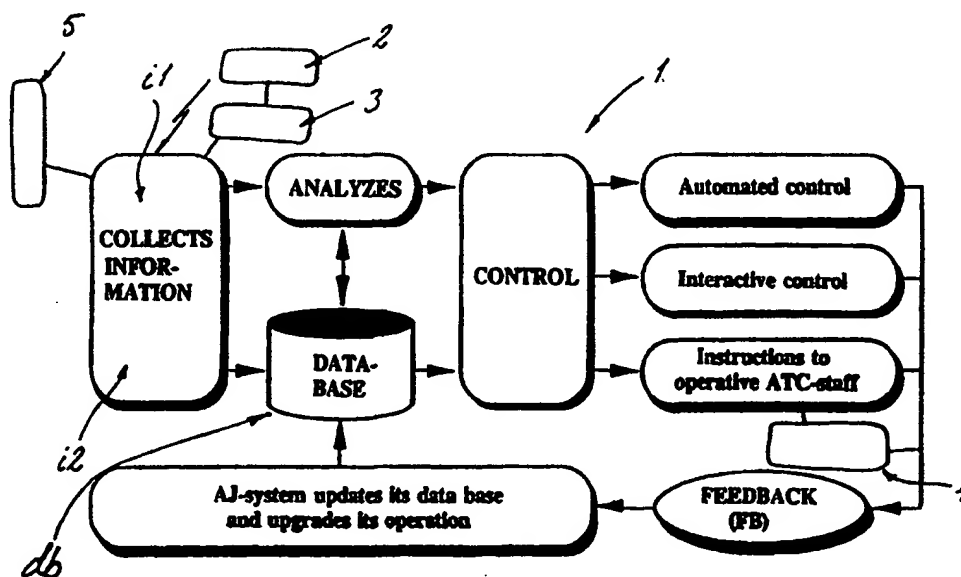 5
i1
2
3
1
COLLECTS
INFOR-
MATION
ANALYZES
CONTROL
Automated control
Interactive control
DATA-
BASE
Instructions to
operative ATC-staff
i2
AJ-system updates its data base
and upgrades its operation
FEEDBACK
(FB)
db